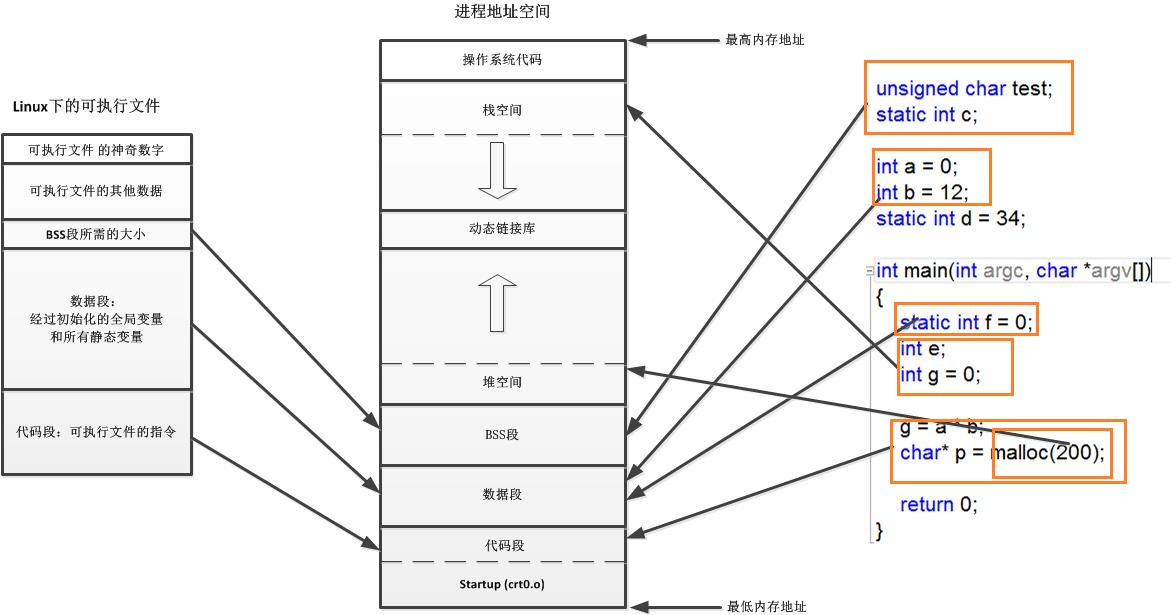 进程地址空间
最高内存地址
操作系统代码
栈空间
动态链接库
堆空间
BSS段
数据段
代码段
Startup (crt0.o)
最低内存地址
Linux下的可执行文件
可执行文件 的神奇数字
可执行文件的其他数据
BSS段所需的大小
数据段：
经过初始化的全局变量
和所有静态变量
代码段：可执行文件的指令
unsigned char test;
static int c;
int a = 0;
int b = 12;
static int d = 34;
int main(int argc, char *argv[])
{
static int f = 0;
int e;
int g = 0;
g = a * b;
char* p = malloc(200);
return 0;
}